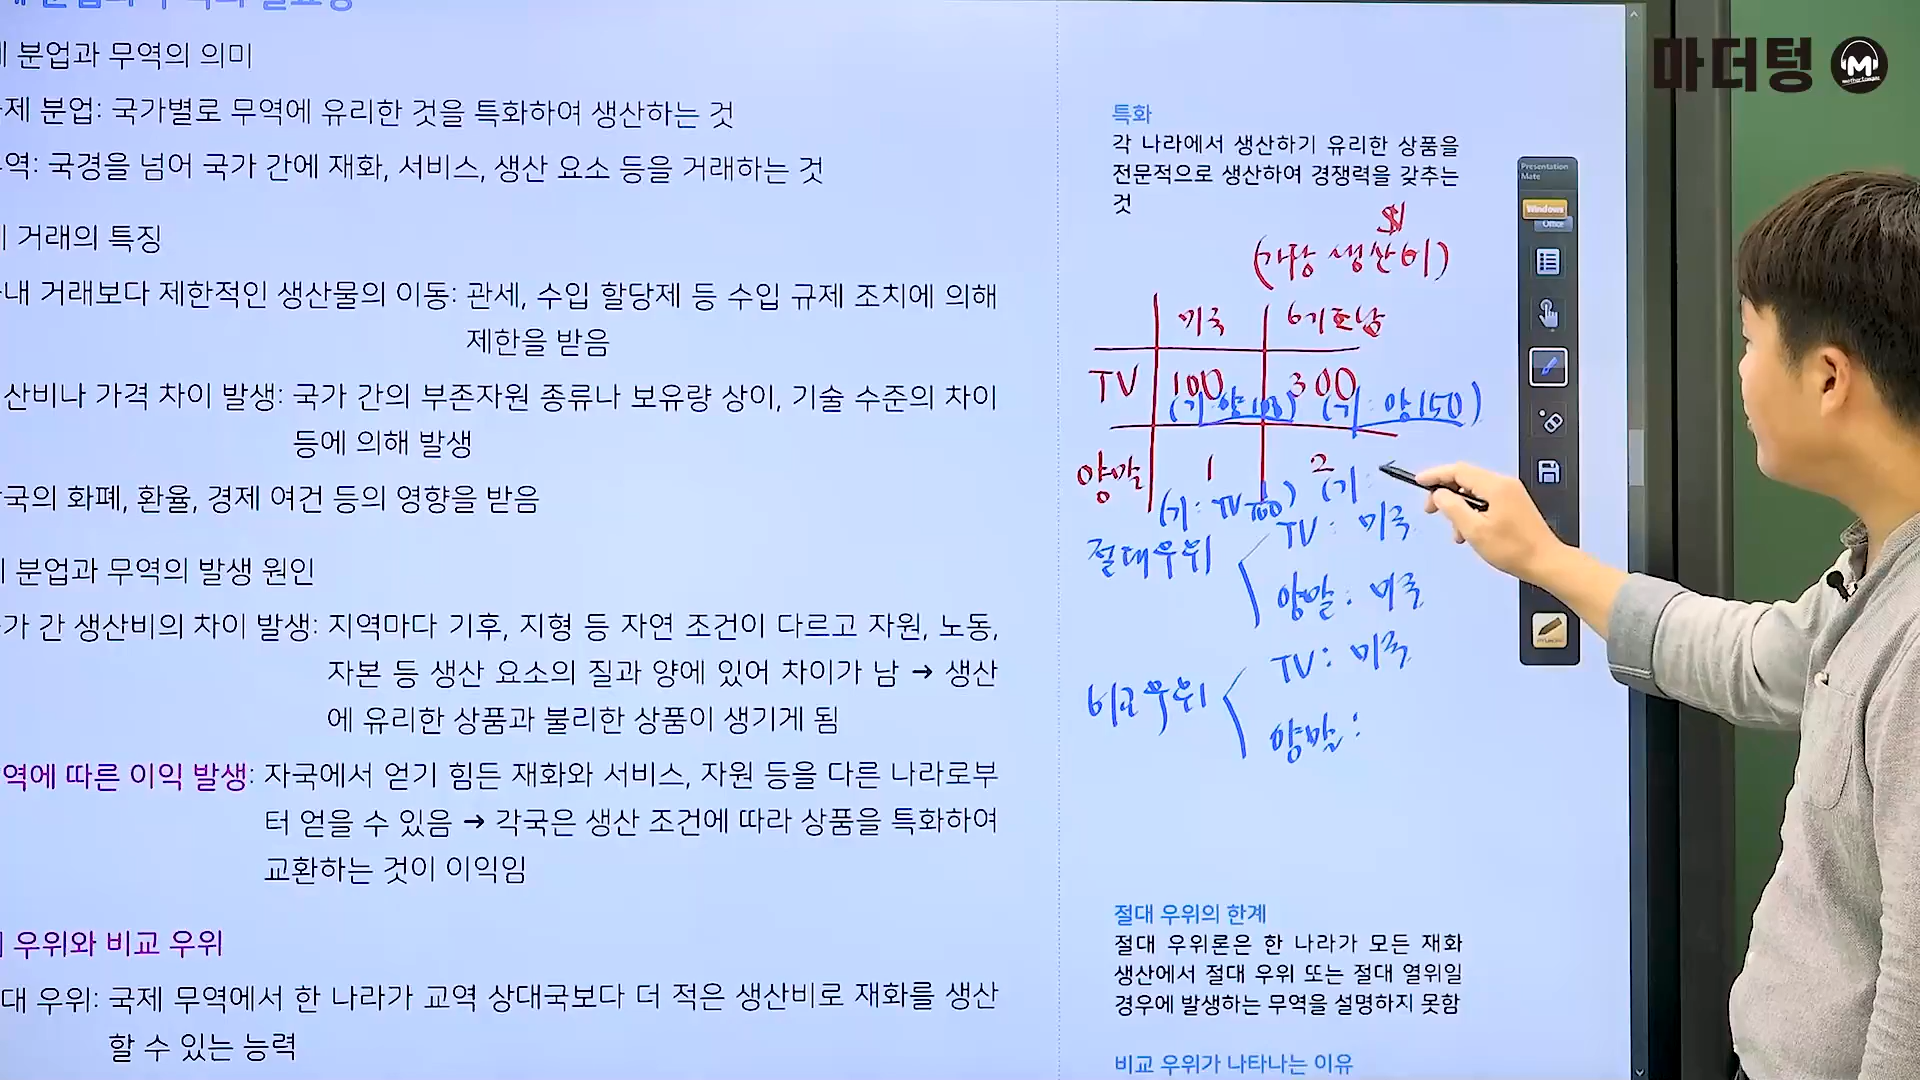 분업과 무역의 의미
제 분업: 국가별로 무역에 유리한 것을 특화하여 생산하는 것
역: 국경을 넘어 국가 간에 재화, 서비스, 생산 요소 등을 거래하는 것
거래의 특징
내 거래보다 제한적인 생산물의 이동: 관세, 수입 할당제 등 수입 규제 조치에 의해
제한을 받음
산비나 가격 차이 발생: 국가 간의 부존자원 종류나 보유량 상이, 기술 수준의 차이
등에 의해 발생
국의 화폐, 환율, 경제 여건 등의 영향을 받음
분업과 무역의 발생 원인
가 간 생산비의 차이 발생: 지역마다 기후, 지형 등 자연 조건이 다르고 자원, 노동,
자본 등 생산 요소의 질과 양에 있어 차이가 남 → 생산
에 유리한 상품과 불리한 상품이 생기게 됨
역에 따른 이익 발생: 자국에서 얻기 힘든 재화와 서비스, 자원 등을 다른 나라로부
터 얻을 수 있음 → 각국은 생산 조건에 따라 상품을 특화하여
교환하는 것이 이익임
우위와 비교 우위
대 우위: 국제 무역에서 한 나라가 교역 상대국보다 더 적은 생산비로 재화를 생산
할 수 있는 능력
마더텅
특화
각 나라에서 생산하기 유리한 상품을
전문적으로 생산하여 경쟁력을 갖추는
것
$
(가당 생산비)
미국 베트남
TV 100 300
(기: 양100) (기: 양150)
양말 1 2
(기: TV (기:
절대우위 TV: 미국
양말: 미국
비교우위 TV: 미국
양말:
절대 우위의 한계
절대 우위론은 한 나라가 모든 재화
생산에서 절대 우위 또는 절대 열위일
경우에 발생하는 무역을 설명하지 못함
비교 우위가 나타나는 이유
Presentation
Mate
Windows